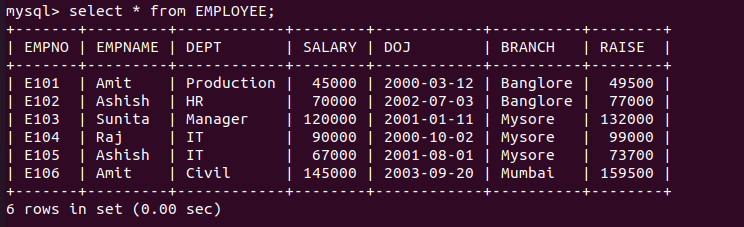 mysql> select * from EMPLOYEE;
+-------+---------+------------+--------+------------+----------+--------+
| EMPNO | EMPNAME | DEPT       | SALARY | DOJ        | BRANCH   | RAISE  |
+-------+---------+------------+--------+------------+----------+--------+
| E101  | Amit    | Production |  45000 | 2000-03-12 | Banglore |  49500 |
| E102  | Ashish  | HR         |  70000 | 2002-07-03 | Banglore |  77000 |
| E103  | Sunita  | Manager    | 120000 | 2001-01-11 | Mysore   | 132000 |
| E104  | Raj     | IT         |  90000 | 2000-10-02 | Mysore   |  99000 |
| E105  | Ashish  | IT         |  67000 | 2001-08-01 | Mysore   |  73700 |
| E106  | Amit    | Civil      | 145000 | 2003-09-20 | Mumbai   | 159500 |
+-------+---------+------------+--------+------------+----------+--------+
6 rows in set (0.00 sec)